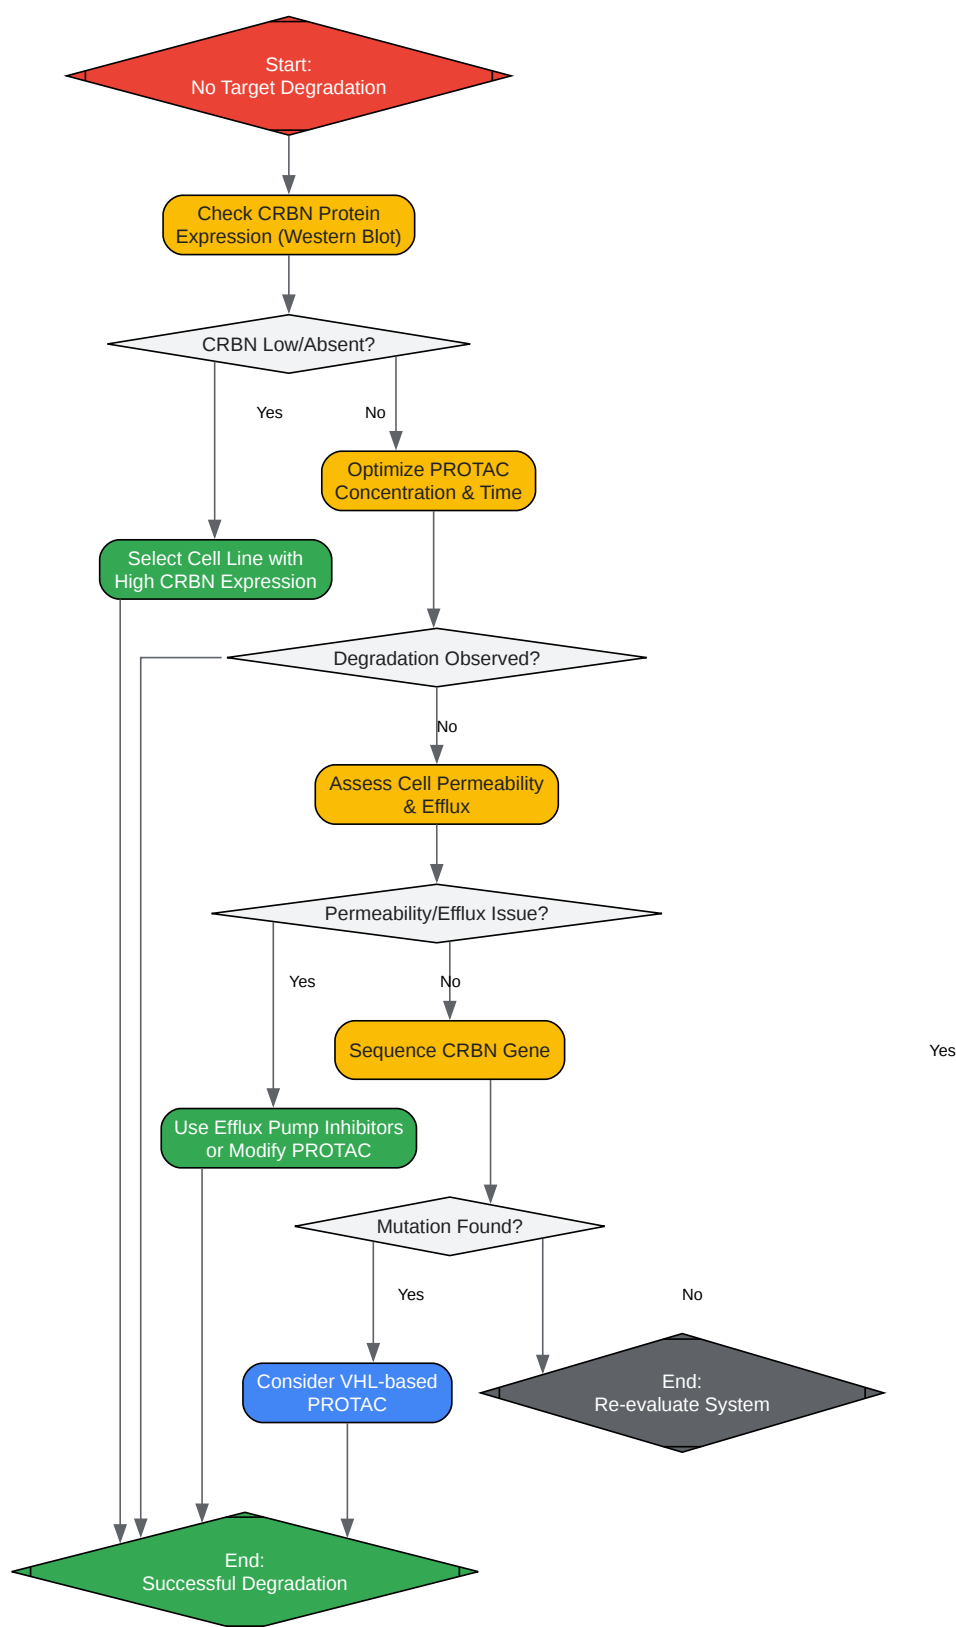 Start:
No Target Degradation
Check CRBN Protein
Expression (Western Blot)
CRBN Low/Absent?
Yes
No
Optimize PROTAC
Concentration & Time
Select Cell Line with
High CRBN Expression
Degradation Observed?
No
Assess Cell Permeability
& Efflux
Permeability/Efflux Issue?
Yes
No
Sequence CRBN Gene
Yes
Use Efflux Pump Inhibitors
or Modify PROTAC
Mutation Found?
Yes
No
Consider VHL-based
PROTAC
End:
Re-evaluate System
End:
Successful Degradation